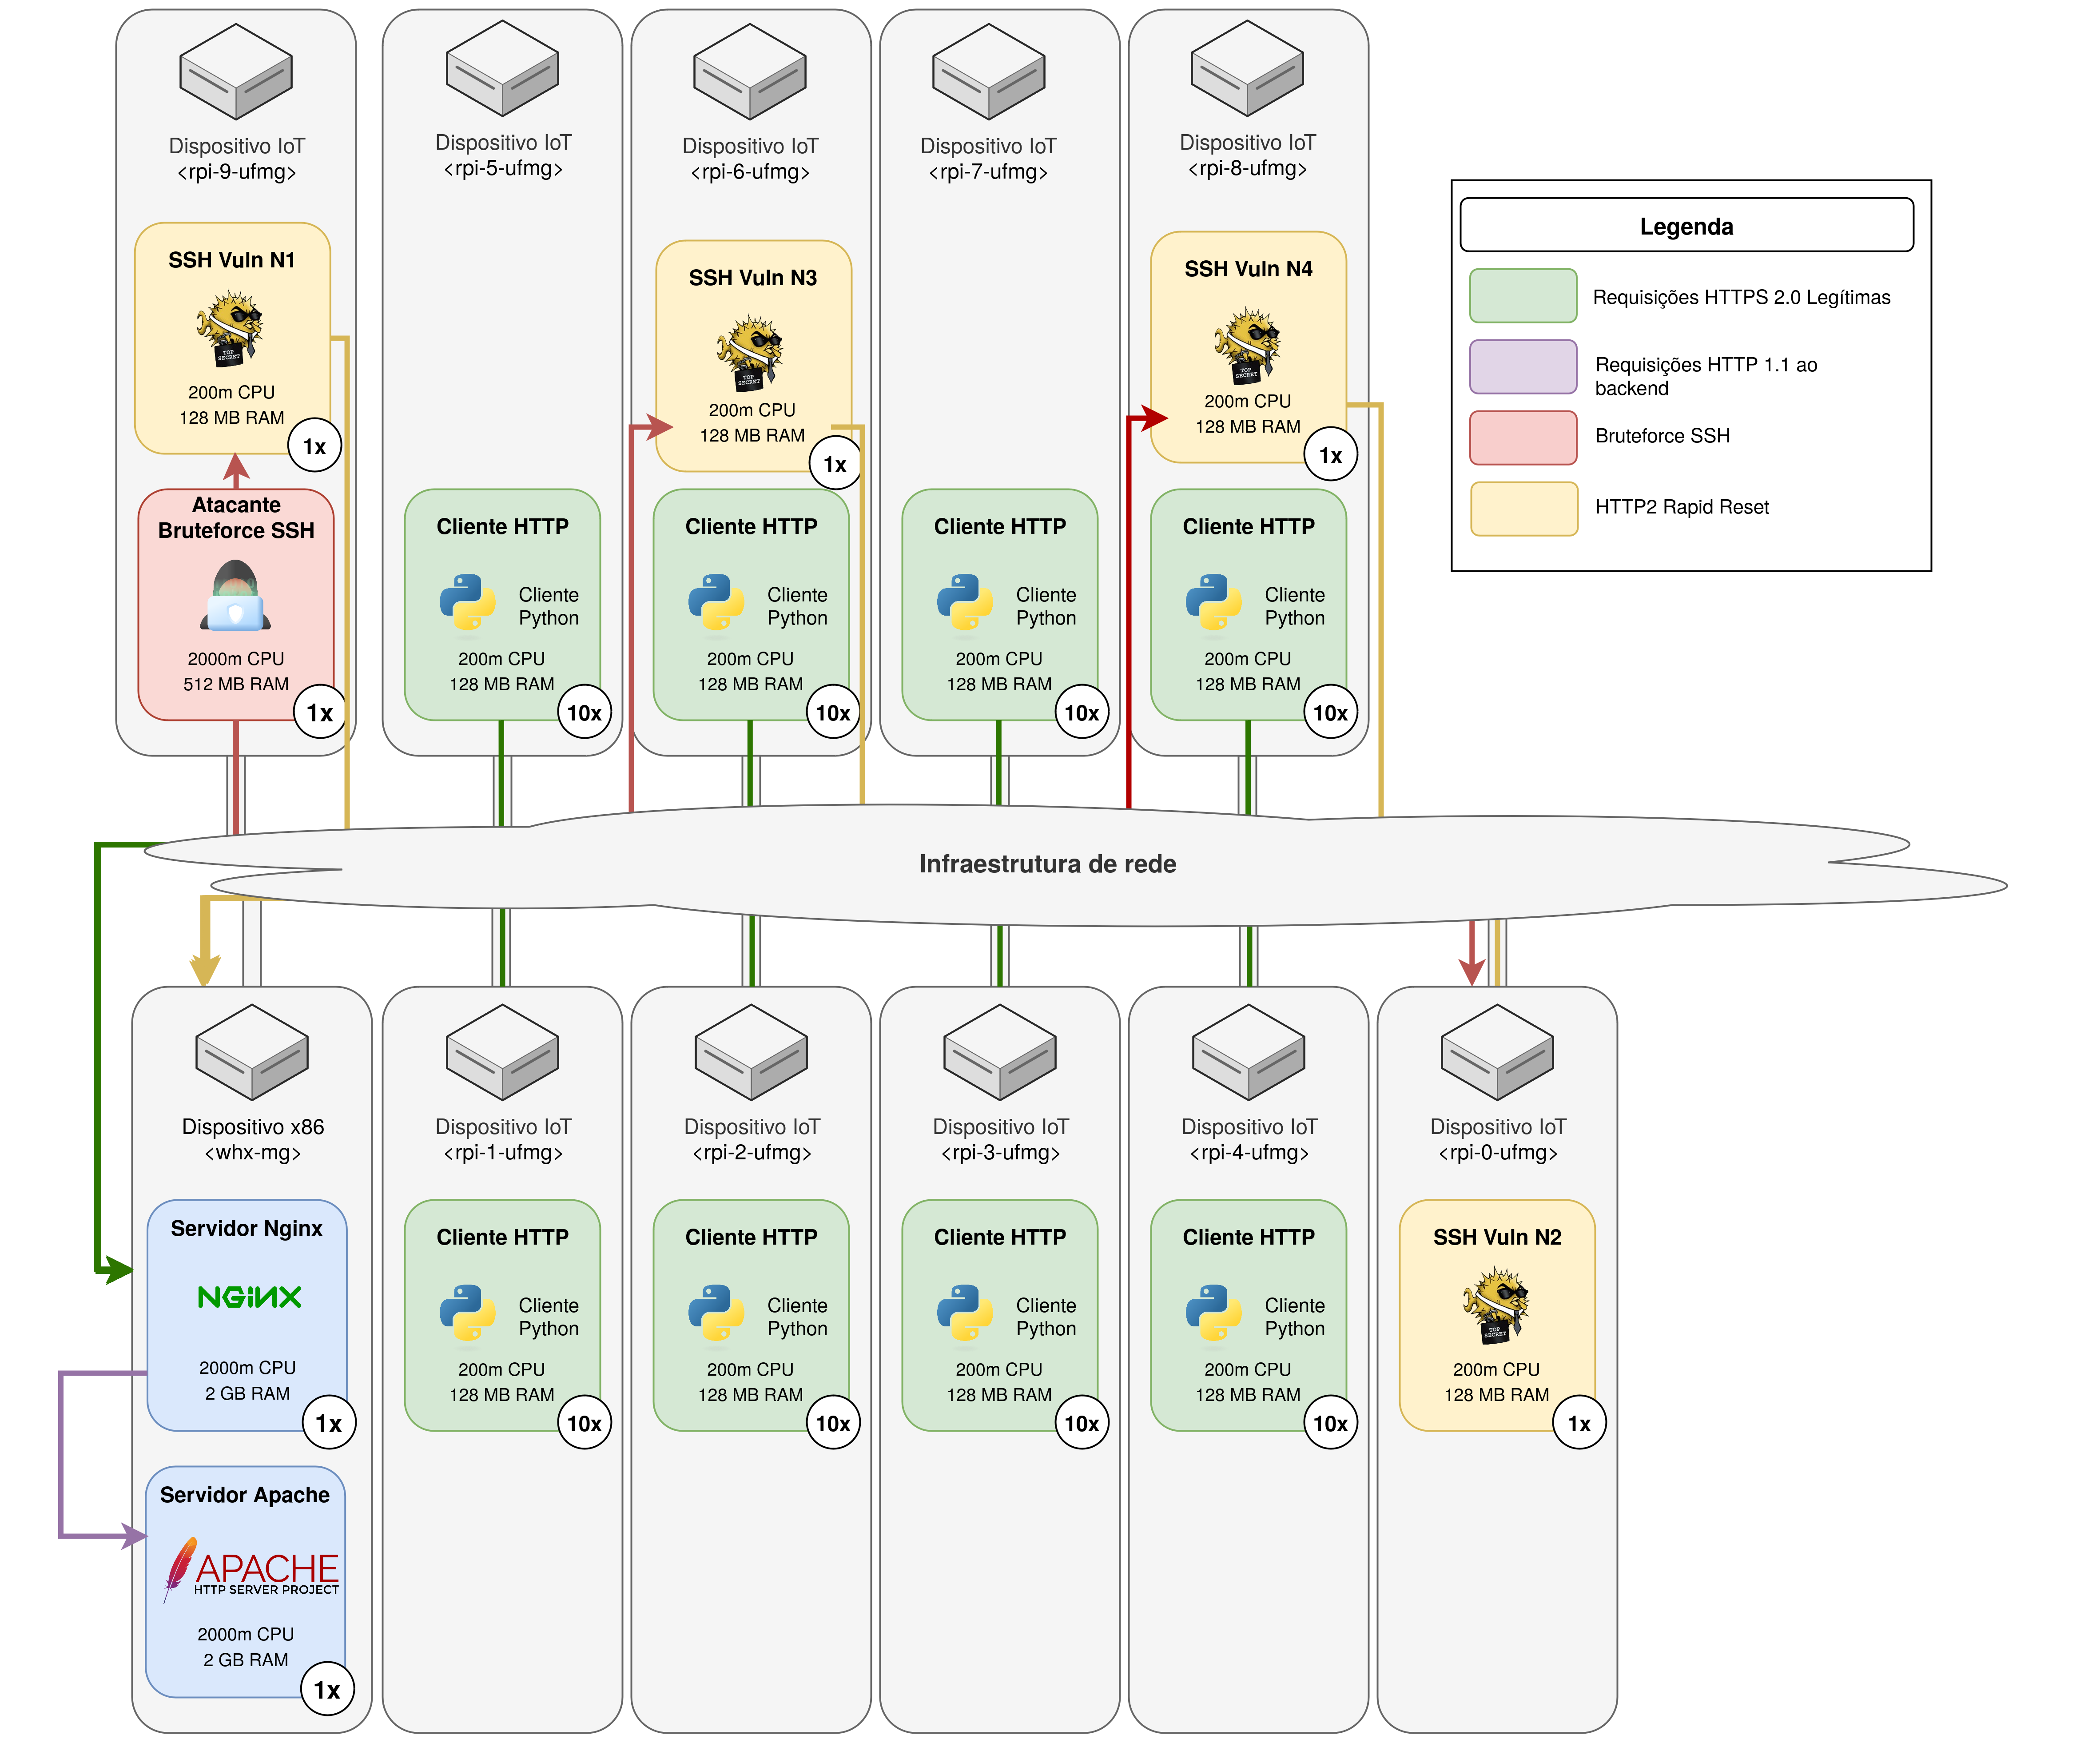 Dispositivo IoT
<rpi-9-ufmg>
SSH Vuln N1
TOP
SECRET
200m CPU
128 MB RAM
1x
Atacante
Bruteforce SSH
2000m CPU
512 MB RAM
1x
Dispositivo IoT
<rpi-5-ufmg>
Cliente HTTP
Cliente
Python
200m CPU
128 MB RAM
10x
Dispositivo IoT
<rpi-6-ufmg>
SSH Vuln N3
TOP
SECRET
200m CPU
128 MB RAM
1x
Cliente HTTP
Cliente
Python
200m CPU
128 MB RAM
10x
Dispositivo IoT
<rpi-7-ufmg>
Cliente HTTP
Cliente
Python
200m CPU
128 MB RAM
10x
Dispositivo IoT
<rpi-8-ufmg>
SSH Vuln N4
TOP
SECRET
200m CPU
128 MB RAM
1x
Cliente HTTP
Cliente
Python
200m CPU
128 MB RAM
10x
Legenda
Requisições HTTPS 2.0 Legítimas
Requisições HTTP 1.1 ao
backend
Bruteforce SSH
HTTP2 Rapid Reset
Infraestrutura de rede
Dispositivo x86
<whx-mg>
Servidor Nginx
NGINX
2000m CPU
2 GB RAM
1x
Servidor Apache
APACHE
HTTP SERVER PROJECT
2000m CPU
2 GB RAM
1x
Dispositivo IoT
<rpi-1-ufmg>
Cliente HTTP
Cliente
Python
200m CPU
128 MB RAM
10x
Dispositivo IoT
<rpi-2-ufmg>
Cliente HTTP
Cliente
Python
200m CPU
128 MB RAM
10x
Dispositivo IoT
<rpi-3-ufmg>
Cliente HTTP
Cliente
Python
200m CPU
128 MB RAM
10x
Dispositivo IoT
<rpi-4-ufmg>
Cliente HTTP
Cliente
Python
200m CPU
128 MB RAM
10x
Dispositivo IoT
<rpi-0-ufmg>
SSH Vuln N2
TOP
SECRET
200m CPU
128 MB RAM
1x